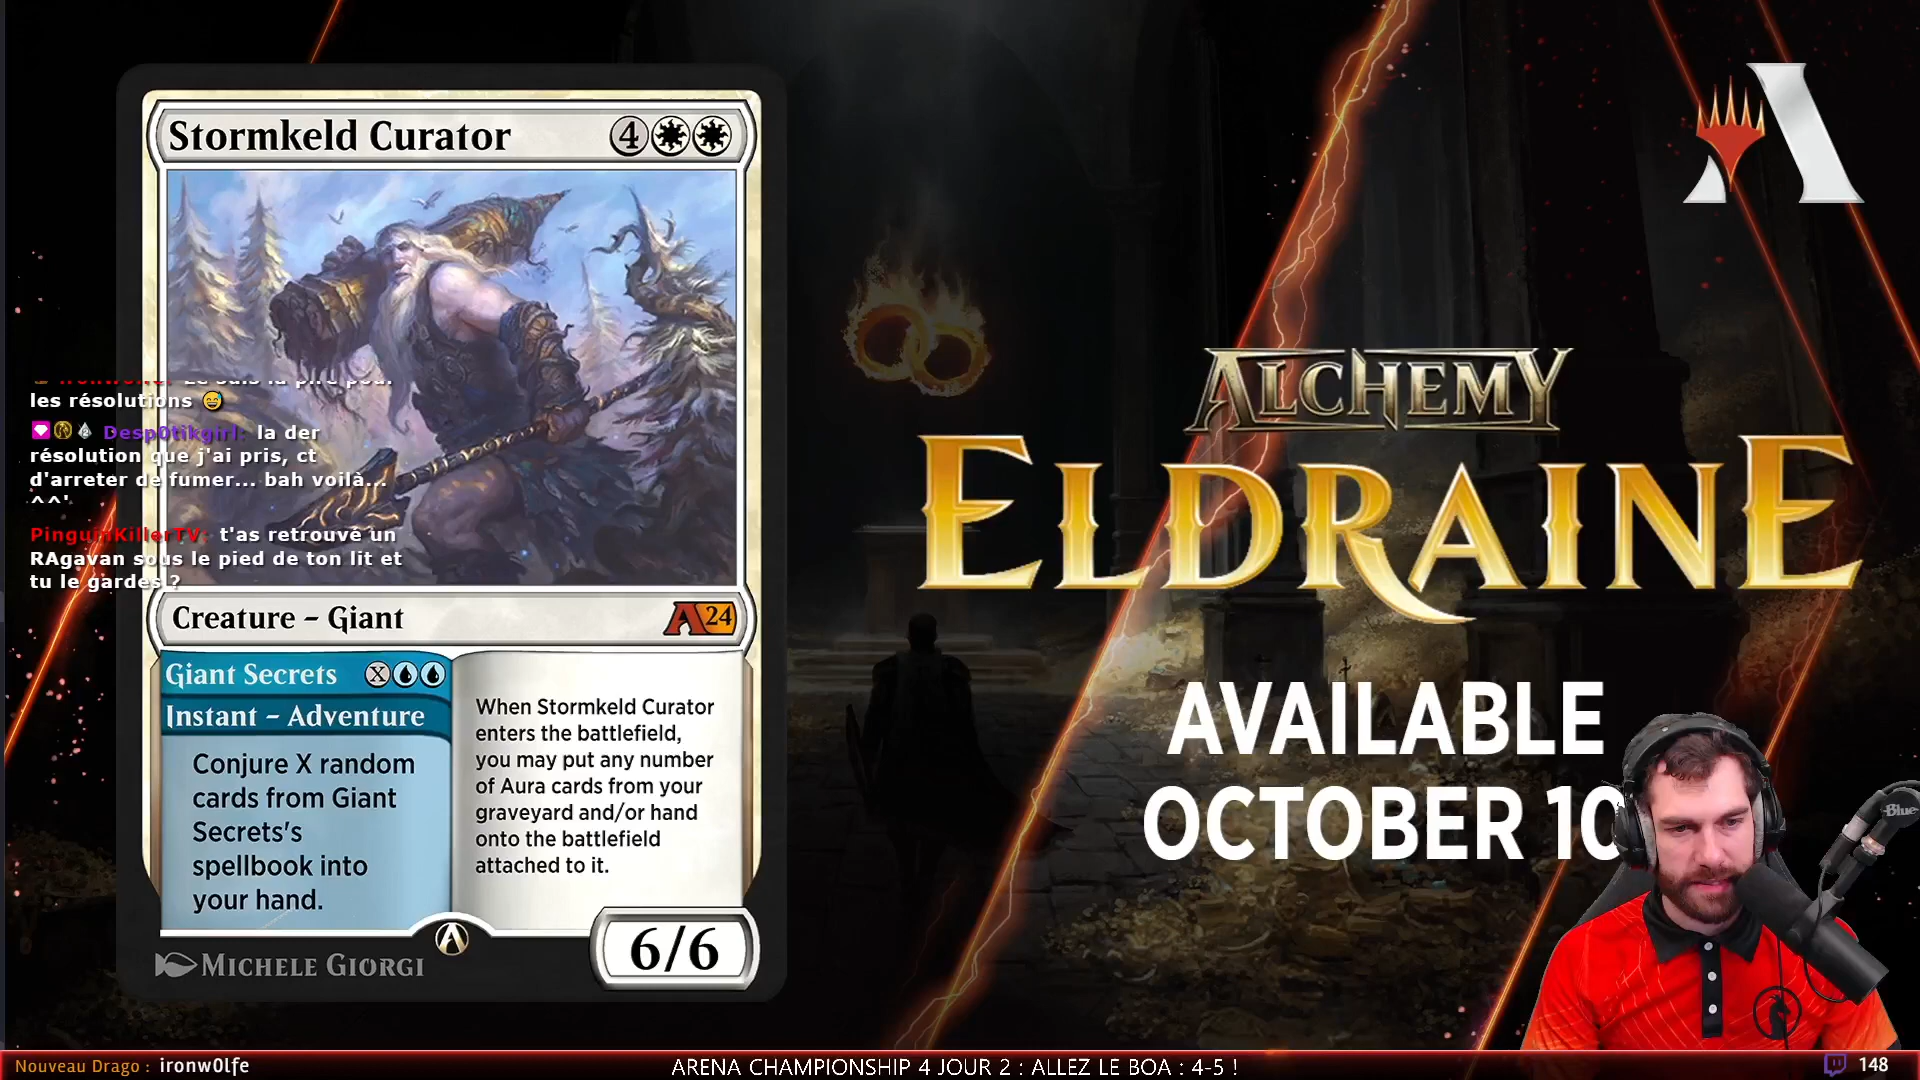 Stormkeld Curator 4
les résolutions
Desp0tikgirl: la der
résolution que j'ai pris, ct
d'arreter de fumer... bah voilà...
^^'
PinguinKillerTV: t'as retrouvé un
RAgavan sous le pied de ton lit et
tu le gardes ?
Creature – Giant
A24
Giant Secrets X
Instant – Adventure
Conjure X random
cards from Giant
Secrets's
spellbook into
your hand.
When Stormkeld Curator
enters the battlefield,
you may put any number
of Aura cards from your
graveyard and/or hand
onto the battlefield
attached to it.
6/6
MICHELE GIORGI
ALCHEMY
ELDRAINE
AVAILABLE
OCTOBER 10
Blue
Nouveau Drago : ironw0lfe
ARENA CHAMPIONSHIP 4 JOUR 2 : ALLEZ LE BOA : 4-5 !
148